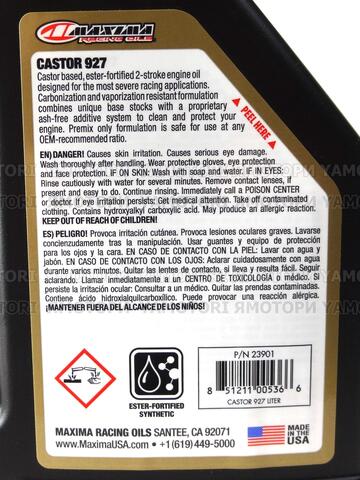 MAXIMA
RACING OILS
CASTOR 927
Castor based, ester-fortified 2-stroke engine oil
designed for the most severe racing applications.
Carbonization and vaporization resistant formulation
combines unique base stocks with a proprietary
ash-free additive system to clean and protect your
engine. Premix only formulation is safe for use at any
OEM-recommended ratio.
PEEL HERE
EN) DANGER! Causes skin irritation. Causes serious eye damage.
Wash thoroughly after handling. Wear protective gloves, eye protection
and face protection. IF ON SKIN: Wash with soap and water. IF IN EYES:
Rinse cautiously with water for several minutes. Remove contact lenses, if
present and easy to do. Continue rinsing. Immediately call a POISON CENTER
or doctor. If eye irritation persists: Get medical attention. Take off contaminated
clothing. Contains hydroxyalkyl carboxylic acid. May produce an allergic reaction.
KEEP OUT OF REACH OF CHILDREN!
ES) PELIGRO! Provoca irritación cutánea. Provoca lesiones oculares graves. Lavarse
concienzudamente tras la manipulación. Usar guantes y equipo de protección
para los ojos y la cara. EN CASO DE CONTACTO CON LA PIEL: Lavar con agua y
jabón. EN CASO DE CONTACTO CON LOS OJOS: Aclarar cuidadosamente con agua
durante varios minutos. Quitar las lentes de contacto, si lleva y resulta fácil. Seguir
aclarando. Llamar inmediatamente a un CENTRO DE TOXICOLOGÍA o médico. Si
persiste la irritación ocular: Consultar a un médico. Quitar las prendas contaminadas.
Contiene ácido hidroxialquilcarboxílico. Puede provocar una reacción alérgica.
¡MANTENER FUERA DEL ALCANCE DE LOS NIÑOS!
ЯМОТОРИ YAMOTORI ЯМОТОРИ YAMOTORI
ESTER-FORTIFIED
SYNTHETIC
P/N 23901
8 51211 00536 6
CASTOR 927 LITER
MAXIMA RACING OILS SANTEE, CA 92071
www.MaximaUSA.com • +1(619)449-5000
MADE IN
U.S.A.